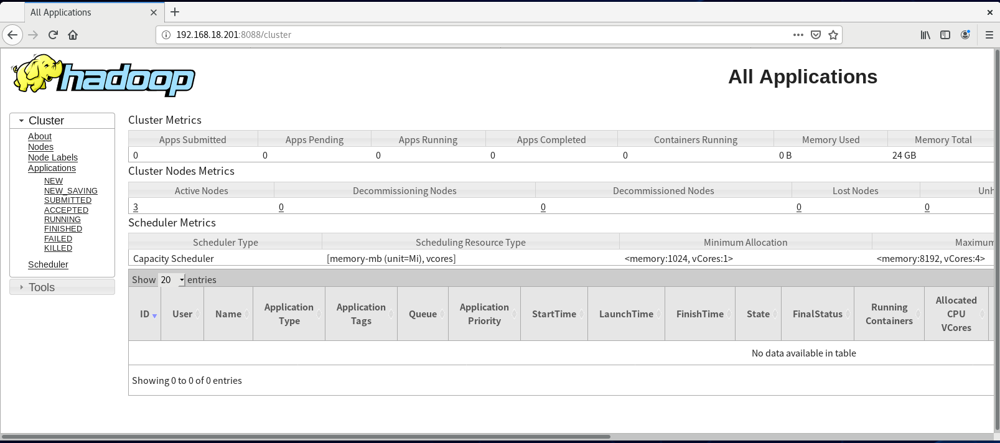 All Applications
192.168.18.201:8088/cluster
hadoop
All Applications
Cluster
About
Nodes
Node Labels
Applications
NEW
NEW_SAVING
SUBMITTED
ACCEPTED
RUNNING
FINISHED
FAILED
KILLED
Scheduler
Tools
Cluster Metrics
Apps Submitted Apps Pending Apps Running Apps Completed Containers Running Memory Used Memory Total
0 0 0 0 0 0 B 24 GB
Cluster Nodes Metrics
Active Nodes Decommissioning Nodes Decommissioned Nodes Lost Nodes Unh
3 0 0 0 0
Scheduler Metrics
Scheduler Type Scheduling Resource Type Minimum Allocation Maximum
Capacity Scheduler [memory-mb (unit=Mi), vcores] <memory:1024, vCores:1> <memory:8192, vCores:4>
Show 20 entries
ID User Name Application Type Application Tags Queue Application Priority StartTime LaunchTime FinishTime State FinalStatus Running Containers Allocated CPU VCores
No data available in table
Showing 0 to 0 of 0 entries